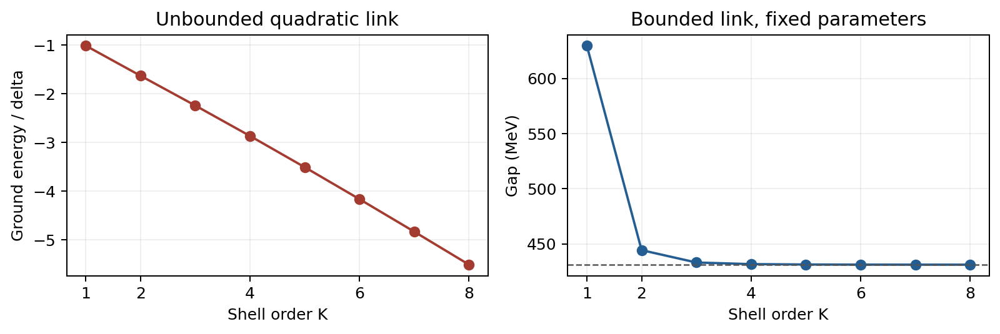 Unbounded quadratic link
Ground energy / delta
−1
−2
−3
−4
−5
1 2 4 6 8
Shell order K
Bounded link, fixed parameters
Gap (MeV)
600
550
500
450
1 2 4 6 8
Shell order K